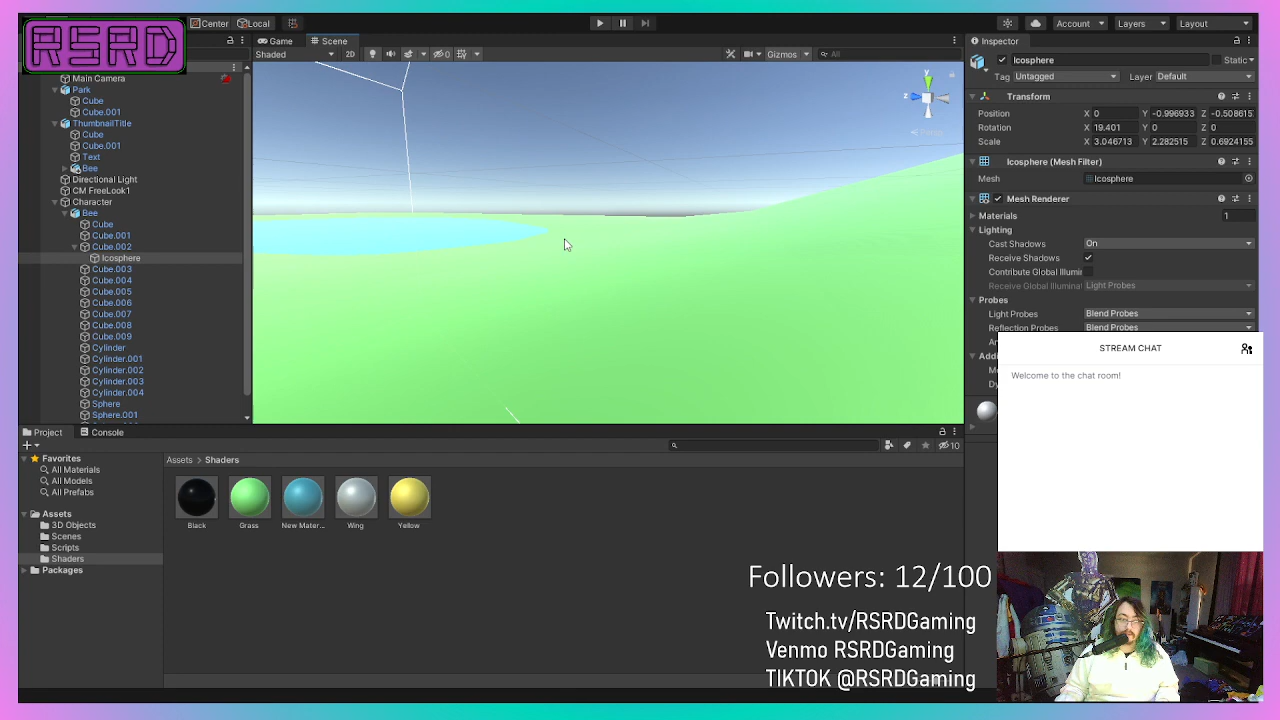 RSRD
Center
Local
Account
Layers
Layout
Game
Scene
Inspector
Shaded
2D
0
Gizmos
All
Icosphere
Static
Tag Untagged
Layer Default
Main Camera
Park
Cube
Cube.001
ThumbnailTitle
Cube
Cube.001
Text
Bee
Directional Light
CM FreeLook1
Character
Bee
Cube
Cube.001
Cube.002
Icosphere
Cube.003
Cube.004
Cube.005
Cube.006
Cube.007
Cube.008
Cube.009
Cylinder
Cylinder.001
Cylinder.002
Cylinder.003
Cylinder.004
Sphere
Sphere.001
y
z
Persp
Transform
Position X 0 Y -0.996933 Z -0.508615
Rotation X 19.401 Y 0 Z 0
Scale X 3.046713 Y 2.282515 Z 0.6924155
Icosphere (Mesh Filter)
Mesh Icosphere
Mesh Renderer
Materials 1
Lighting
Cast Shadows On
Receive Shadows
Contribute Global Illumi
Receive Global Illuminat Light Probes
Probes
Light Probes Blend Probes
Reflection Probes Blend Probes
An
Addi
M
Dy
STREAM CHAT
Welcome to the chat room!
Project
Console
10
Favorites
All Materials
All Models
All Prefabs
Assets
3D Objects
Scenes
Scripts
Shaders
Packages
Assets > Shaders
Black
Grass
New Mater...
Wing
Yellow
Followers: 12/100
Twitch.tv/RSRDGaming
Venmo RSRDGaming
TIKTOK @RSRDGaming